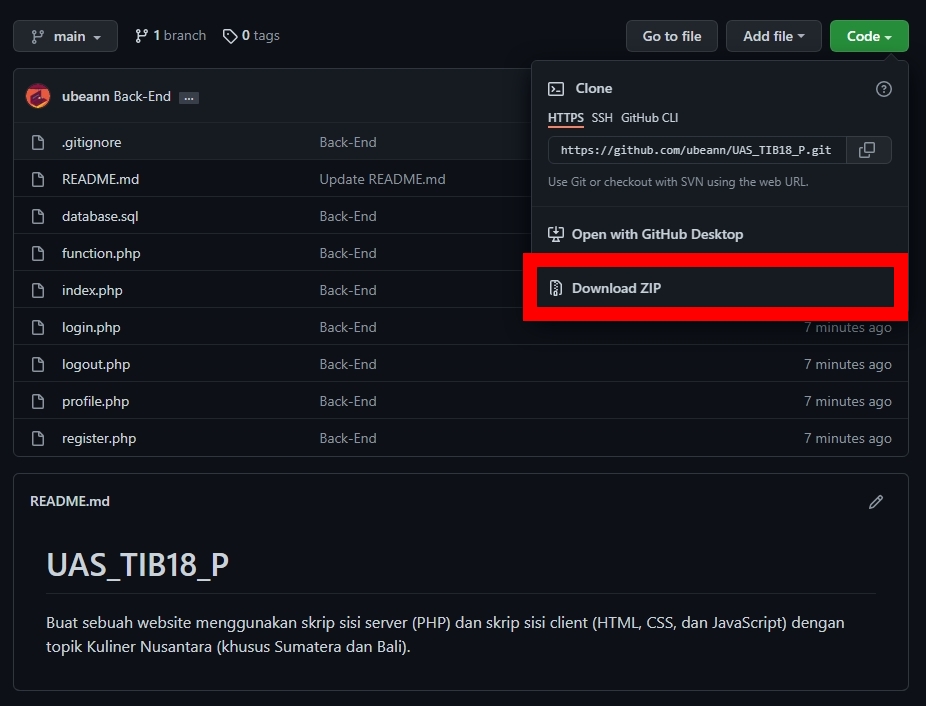 main 1 branch 0 tags Go to file Add file Code
ubeann Back-End ...
Clone
HTTPS SSH GitHub CLI
https://github.com/ubeann/UAS_TIB18_P.git
Use Git or checkout with SVN using the web URL.
Open with GitHub Desktop
Download ZIP
.gitignore Back-End
README.md Update README.md
database.sql Back-End
function.php Back-End
index.php Back-End
login.php Back-End 7 minutes ago
logout.php Back-End 7 minutes ago
profile.php Back-End 7 minutes ago
register.php Back-End 7 minutes ago
README.md
UAS_TIB18_P
Buat sebuah website menggunakan skrip sisi server (PHP) dan skrip sisi client (HTML, CSS, dan JavaScript) dengan
topik Kuliner Nusantara (khusus Sumatera dan Bali).